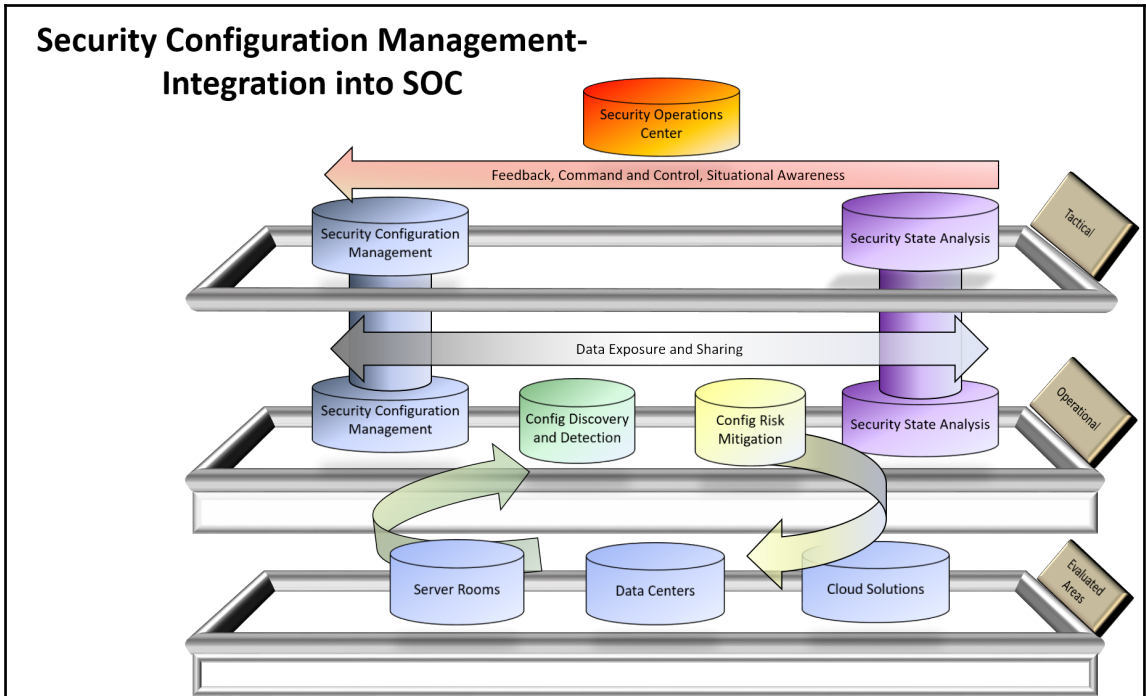 Security Configuration Management-
Integration into SOC
Security Operations
Center
Feedback, Command and Control, Situational Awareness
Tactical
Security Configuration
Management
Security State Analysis
Data Exposure and Sharing
Operational
Security Configuration
Management
Config Discovery
and Detection
Config Risk
Mitigation
Security State Analysis
Evaluated
Areas
Server Rooms
Data Centers
Cloud Solutions